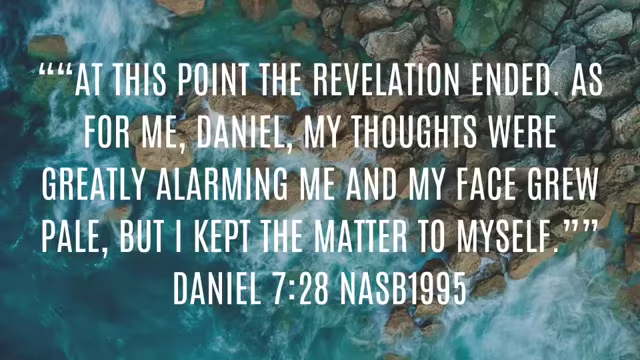 ““AT THIS POINT THE REVELATION ENDED. AS
FOR ME, DANIEL, MY THOUGHTS WERE
GREATLY ALARMING ME AND MY FACE GREW
PALE, BUT I KEPT THE MATTER TO MYSELF.””
DANIEL 7:28 NASB1995